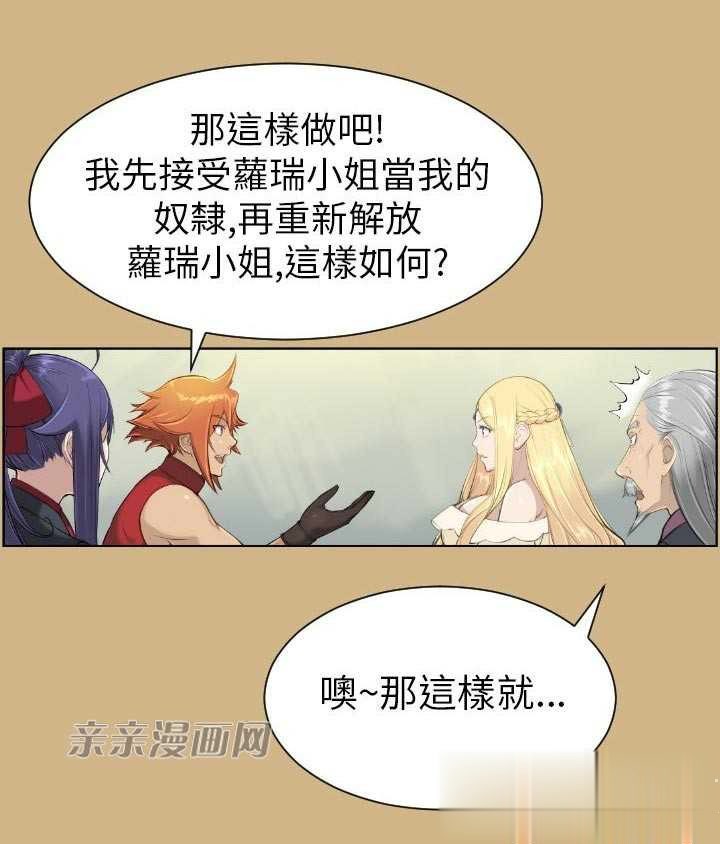 那這樣做吧!
我先接受蘿瑞小姐當我的
奴隸,再重新解放
蘿瑞小姐,這樣如何?
噢~那這樣就...
亲亲漫画网